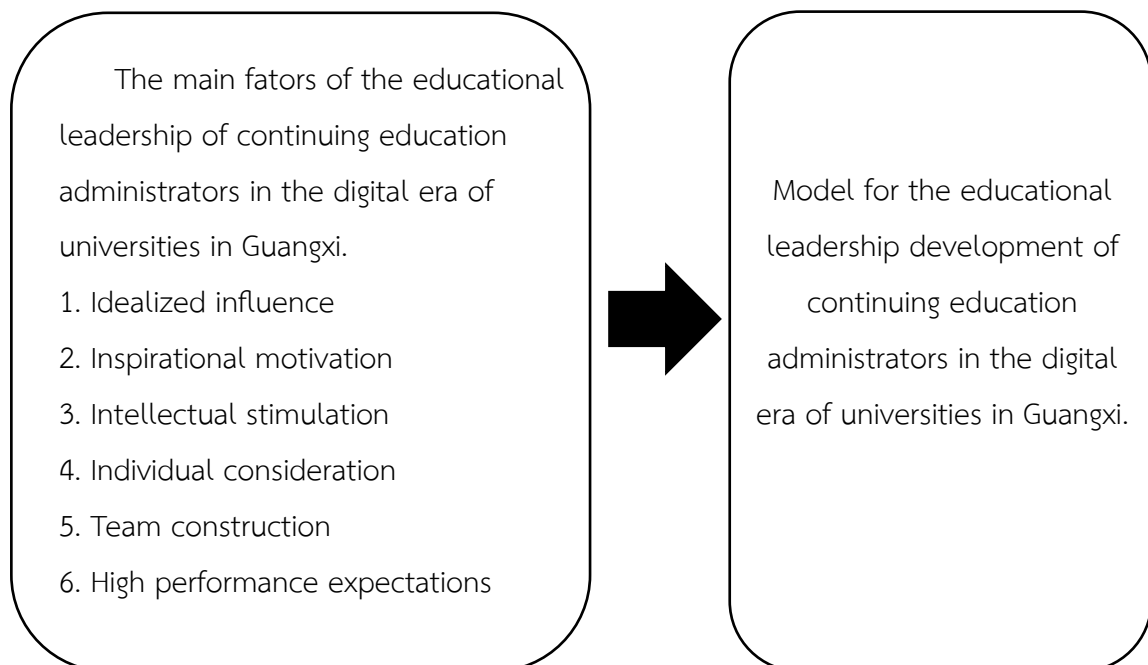 The main fators of the educational
leadership of continuing education
administrators in the digital era of
universities in Guangxi.
1. Idealized influence
2. Inspirational motivation
3. Intellectual stimulation
4. Individual consideration
5. Team construction
6. High performance expectations
Model for the educational
leadership development of
continuing education
administrators in the digital
era of universities in Guangxi.